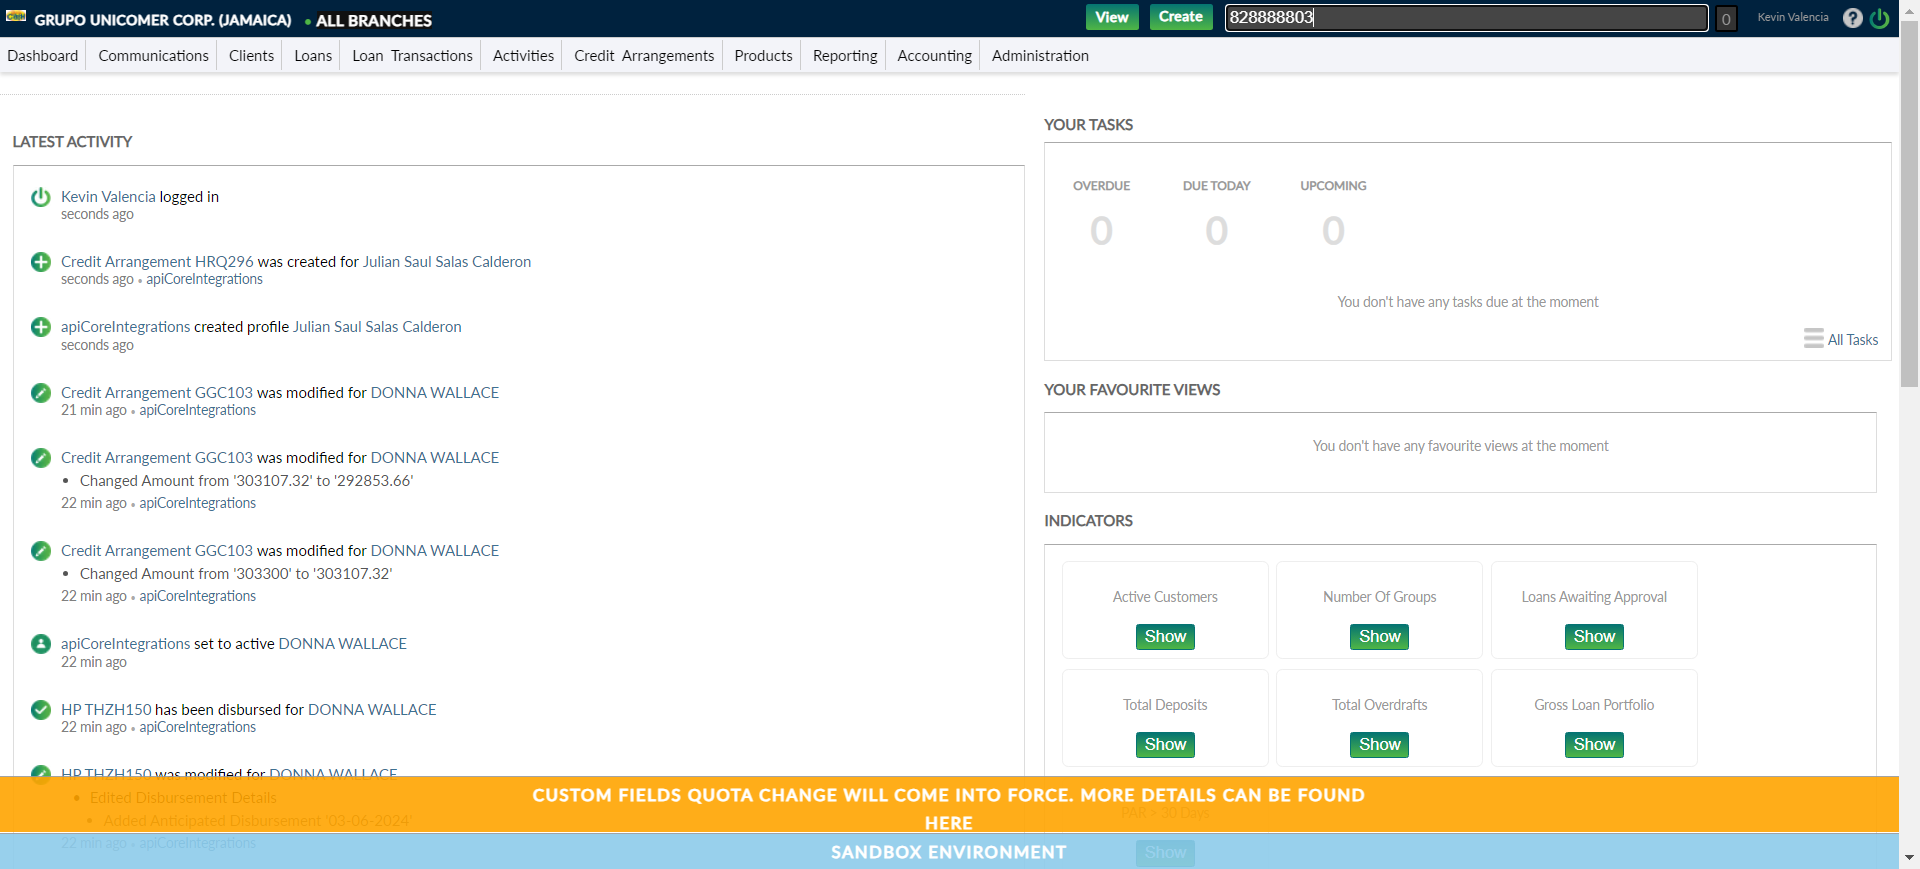 GRUPO UNICOMER CORP. (JAMAICA) • ALL BRANCHES
View Create 828888803 0 Kevin Valencia ?
Dashboard Communications Clients Loans Loan Transactions Activities Credit Arrangements Products Reporting Accounting Administration
LATEST ACTIVITY
Kevin Valencia logged in
seconds ago
Credit Arrangement HRQ296 was created for Julian Saul Salas Calderon
seconds ago • apiCoreIntegrations
apiCoreIntegrations created profile Julian Saul Salas Calderon
seconds ago
Credit Arrangement GGC103 was modified for DONNA WALLACE
21 min ago • apiCoreIntegrations
Credit Arrangement GGC103 was modified for DONNA WALLACE
• Changed Amount from '303107.32' to '292853.66'
22 min ago • apiCoreIntegrations
Credit Arrangement GGC103 was modified for DONNA WALLACE
• Changed Amount from '303300' to '303107.32'
22 min ago • apiCoreIntegrations
apiCoreIntegrations set to active DONNA WALLACE
22 min ago
HP THZH150 has been disbursed for DONNA WALLACE
22 min ago • apiCoreIntegrations
HP THZH150 was modified for DONNA WALLACE
• Edited Disbursement Details
• Added Anticipated Disbursement '03-06-2024'
22 min ago • apiCoreIntegrations
YOUR TASKS
OVERDUE DUE TODAY UPCOMING
0 0 0
You don't have any tasks due at the moment
All Tasks
YOUR FAVOURITE VIEWS
You don't have any favourite views at the moment
INDICATORS
Active Customers Number Of Groups Loans Awaiting Approval
Show Show Show
Total Deposits Total Overdrafts Gross Loan Portfolio
Show Show Show
PAR > 30 Days
Show
CUSTOM FIELDS QUOTA CHANGE WILL COME INTO FORCE. MORE DETAILS CAN BE FOUND
HERE
SANDBOX ENVIRONMENT